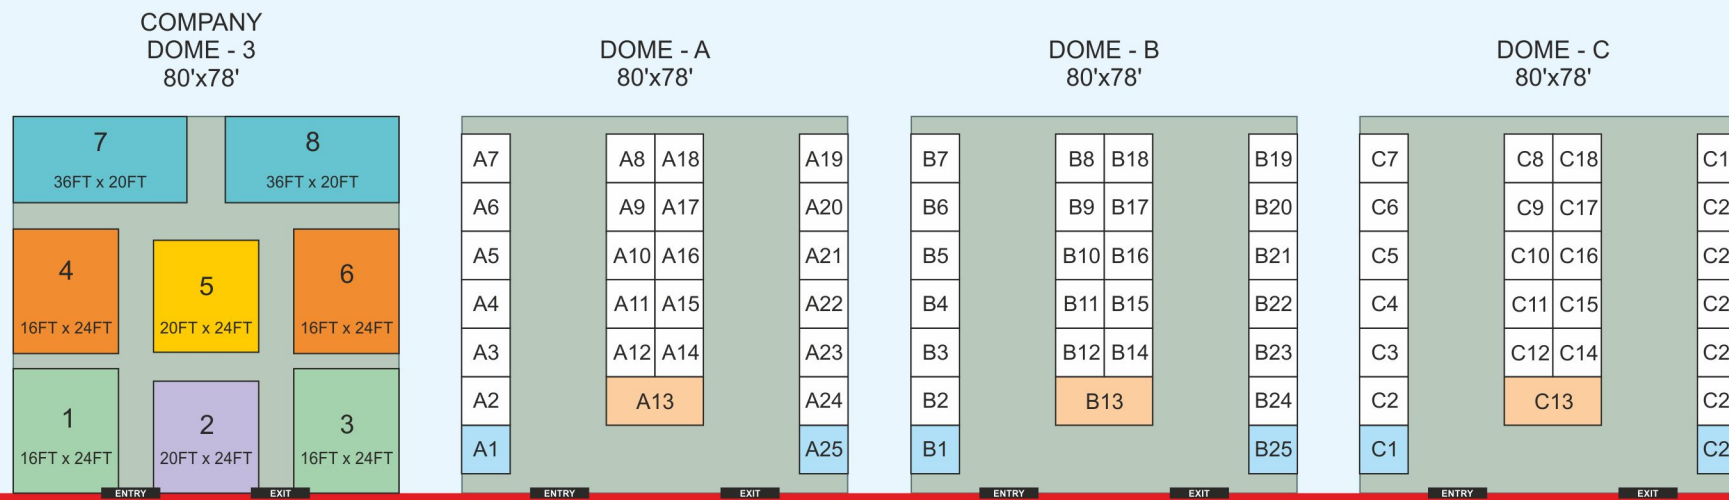 COMPANY
DOME - 3
80'x78'
7
36FT x 20FT
8
36FT x 20FT
4
16FT x 24FT
5
20FT x 24FT
6
16FT x 24FT
1
16FT x 24FT
2
20FT x 24FT
3
16FT x 24FT
ENTRY
EXIT
DOME - A
80'x78'
A7 A8 A18 A19
A6 A9 A17 A20
A5 A10 A16 A21
A4 A11 A15 A22
A3 A12 A14 A23
A2 A13 A24
A1 A25
ENTRY
EXIT
DOME - B
80'x78'
B7 B8 B18 B19
B6 B9 B17 B20
B5 B10 B16 B21
B4 B11 B15 B22
B3 B12 B14 B23
B2 B13 B24
B1 B25
ENTRY
EXIT
DOME - C
80'x78'
C7 C8 C18
C6 C9 C17
C5 C10 C16
C4 C11 C15
C3 C12 C14
C2 C13
C1
ENTRY
EXIT